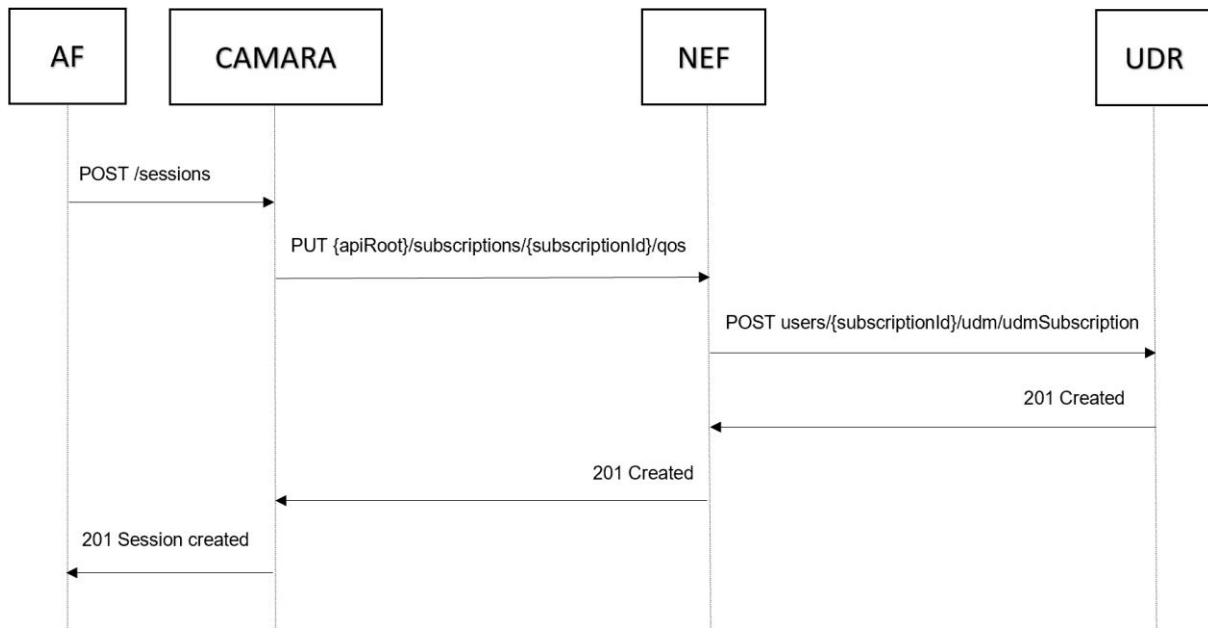 AF
CAMARA
NEF
UDR
POST /sessions
PUT {apiRoot}/subscriptions/{subscriptionId}/qos
POST users/{subscriptionId}/udm/udmSubscription
201 Created
201 Created
201 Session created